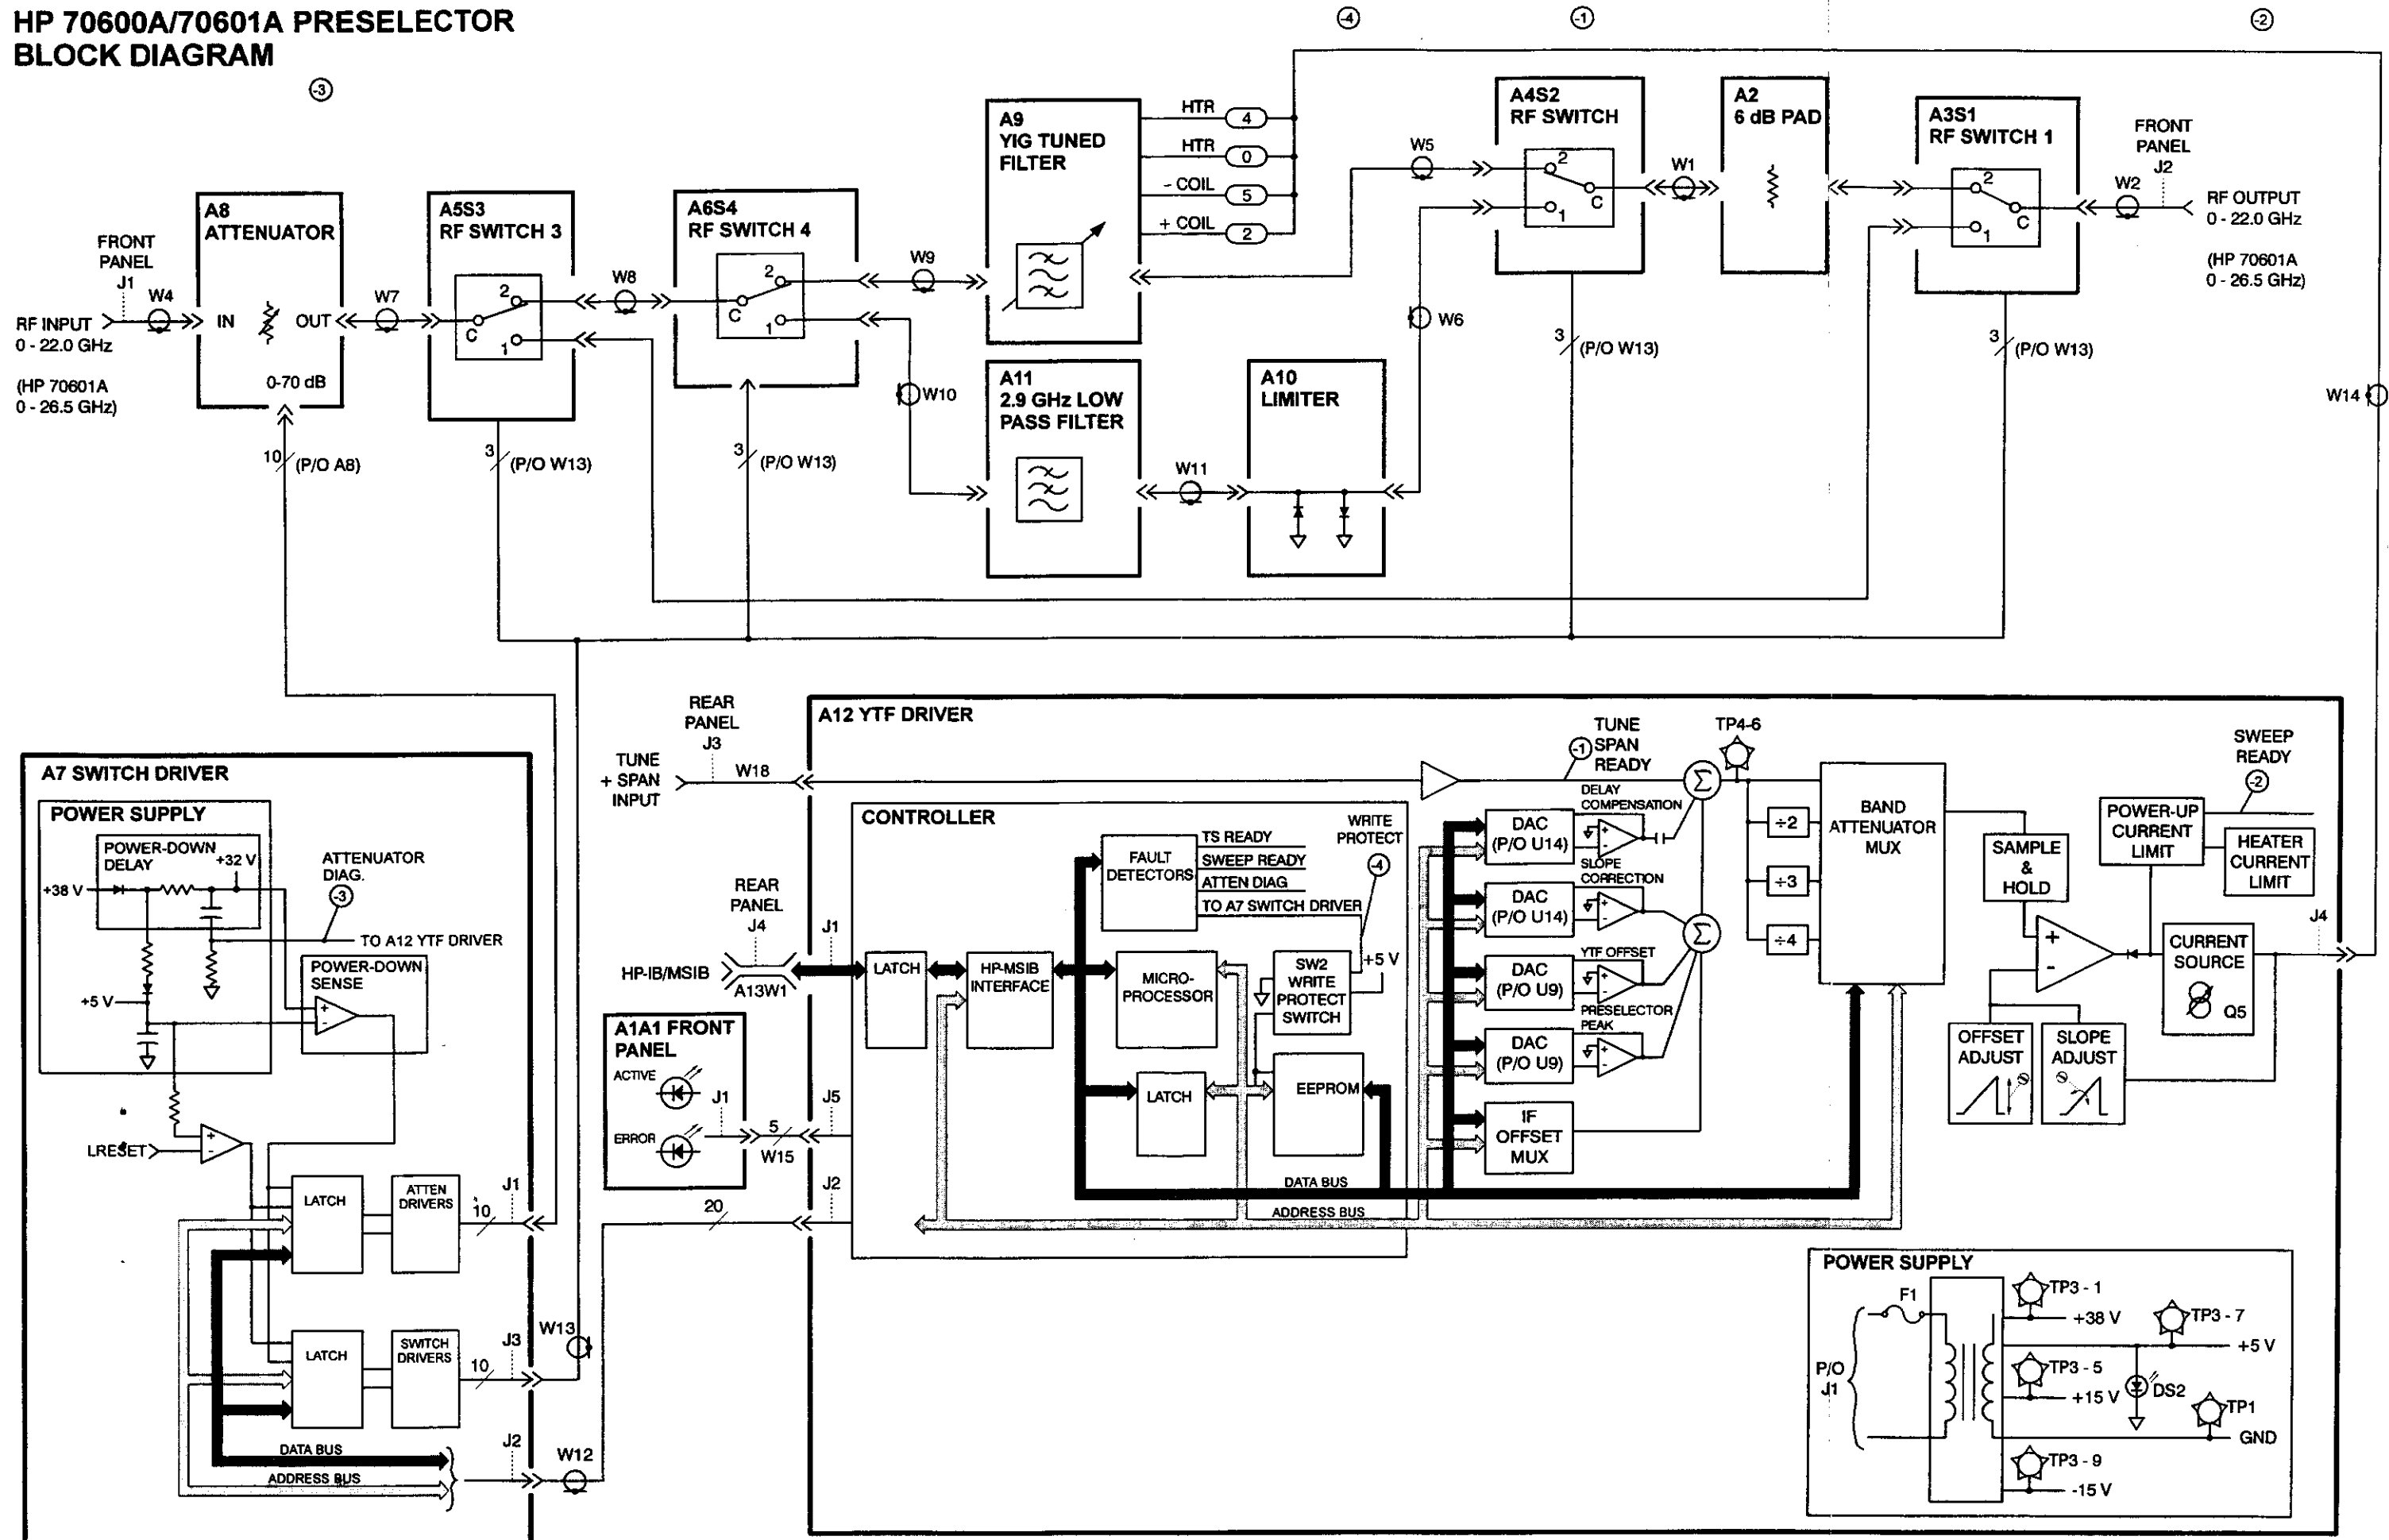 HP 70600A/70601A PRESELECTOR
BLOCK DIAGRAM
-3
-4
-1
-2
FRONT
PANEL
J1
W4
RF INPUT
0 - 22.0 GHz
(HP 70601A
0 - 26.5 GHz)
A8
ATTENUATOR
IN
OUT
0-70 dB
10
(P/O A8)
W7
A5S3
RF SWITCH 3
2
C
1
3
(P/O W13)
W8
A6S4
RF SWITCH 4
2
C
1
3
(P/O W13)
W9
W10
A9
YIG TUNED
FILTER
HTR
4
HTR
0
- COIL
5
+ COIL
2
A11
2.9 GHz LOW
PASS FILTER
W11
A10
LIMITER
W5
W6
A4S2
RF SWITCH
2
C
1
3
(P/O W13)
W1
A2
6 dB PAD
A3S1
RF SWITCH 1
2
C
1
3
(P/O W13)
W2
FRONT
PANEL
J2
RF OUTPUT
0 - 22.0 GHz
(HP 70601A
0 - 26.5 GHz)
W14
A7 SWITCH DRIVER
POWER SUPPLY
POWER-DOWN
DELAY
+32 V
+38 V
ATTENUATOR
DIAG.
-3
TO A12 YTF DRIVER
POWER-DOWN
SENSE
+
-
+5 V
LRESET
+
-
LATCH
ATTEN
DRIVERS
10
J1
LATCH
SWITCH
DRIVERS
10
J3
W13
DATA BUS
ADDRESS BUS
J2
W12
REAR
PANEL
J3
TUNE
+ SPAN
INPUT
W18
REAR
PANEL
J4
HP-IB/MSIB
A13W1
J1
A1A1 FRONT
PANEL
ACTIVE
ERROR
J1
5
W15
J5
20
J2
A12 YTF DRIVER
CONTROLLER
LATCH
HP-MSIB
INTERFACE
FAULT
DETECTORS
TS READY
SWEEP READY
ATTEN DIAG
TO A7 SWITCH DRIVER
WRITE
PROTECT
-4
MICRO-
PROCESSOR
SW2
WRITE
PROTECT
SWITCH
+5 V
LATCH
EEPROM
DATA BUS
ADDRESS BUS
-1
TUNE
SPAN
READY
DELAY
COMPENSATION
DAC
(P/O U14)
+
-
SLOPE
CORRECTION
DAC
(P/O U14)
+
-
YTF OFFSET
DAC
(P/O U9)
+
-
PRESELECTOR
PEAK
DAC
(P/O U9)
+
-
IF
OFFSET
MUX
Σ
Σ
TP4-6
÷2
÷3
÷4
BAND
ATTENUATOR
MUX
SAMPLE
&
HOLD
POWER-UP
CURRENT
LIMIT
SWEEP
READY
-2
HEATER
CURRENT
LIMIT
+
-
CURRENT
SOURCE
Q5
J4
OFFSET
ADJUST
SLOPE
ADJUST
POWER SUPPLY
F1
P/O
J1
TP3 - 1
+38 V
TP3 - 7
+5 V
TP3 - 5
+15 V
DS2
TP1
GND
TP3 - 9
-15 V